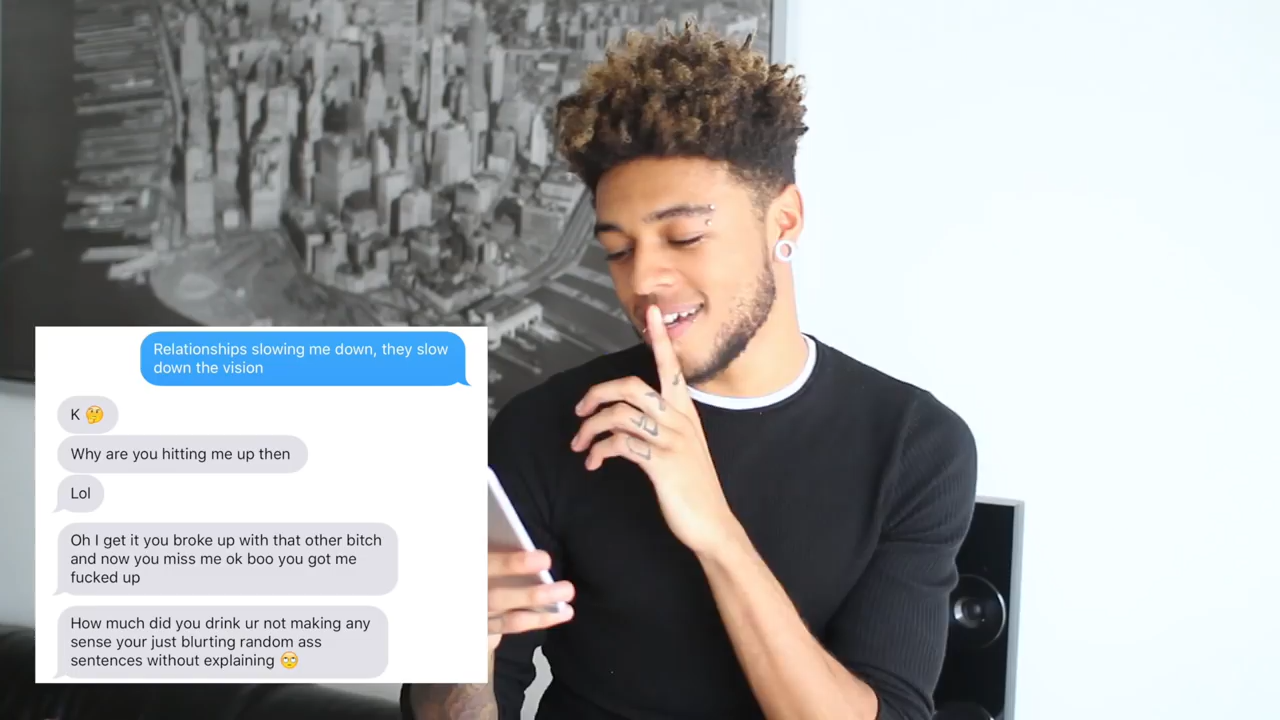 Relationships slowing me down, they slow
down the vision
K 🤔
Why are you hitting me up then
Lol
Oh I get it you broke up with that other bitch
and now you miss me ok boo you got me
fucked up
How much did you drink ur not making any
sense your just blurting random ass
sentences without explaining 🙄